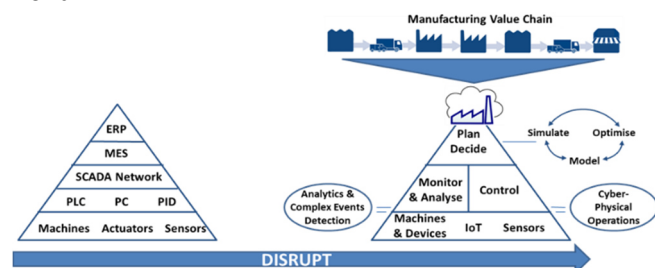 Manufacturing Value Chain
ERP
MES
SCADA Network
PLC PC PID
Machines Actuators Sensors
Plan
Decide
Simulate Optimise
Model
Monitor
& Analyse
Control
Analytics &
Complex Events
Detection
Cyber-
Physical
Operations
Machines
& Devices
IoT Sensors
DISRUPT